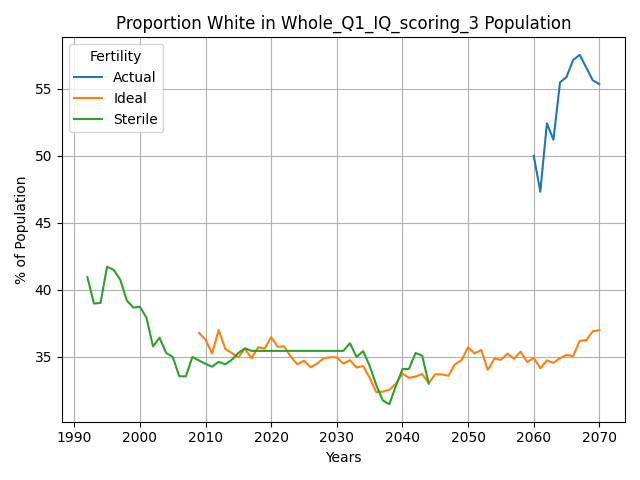 Proportion White in Whole_Q1_IQ_scoring_3 Population
Fertility
Actual
Ideal
Sterile
% of Population
55
50
45
40
35
1990 2000 2010 2020 2030 2040 2050 2060 2070
Years